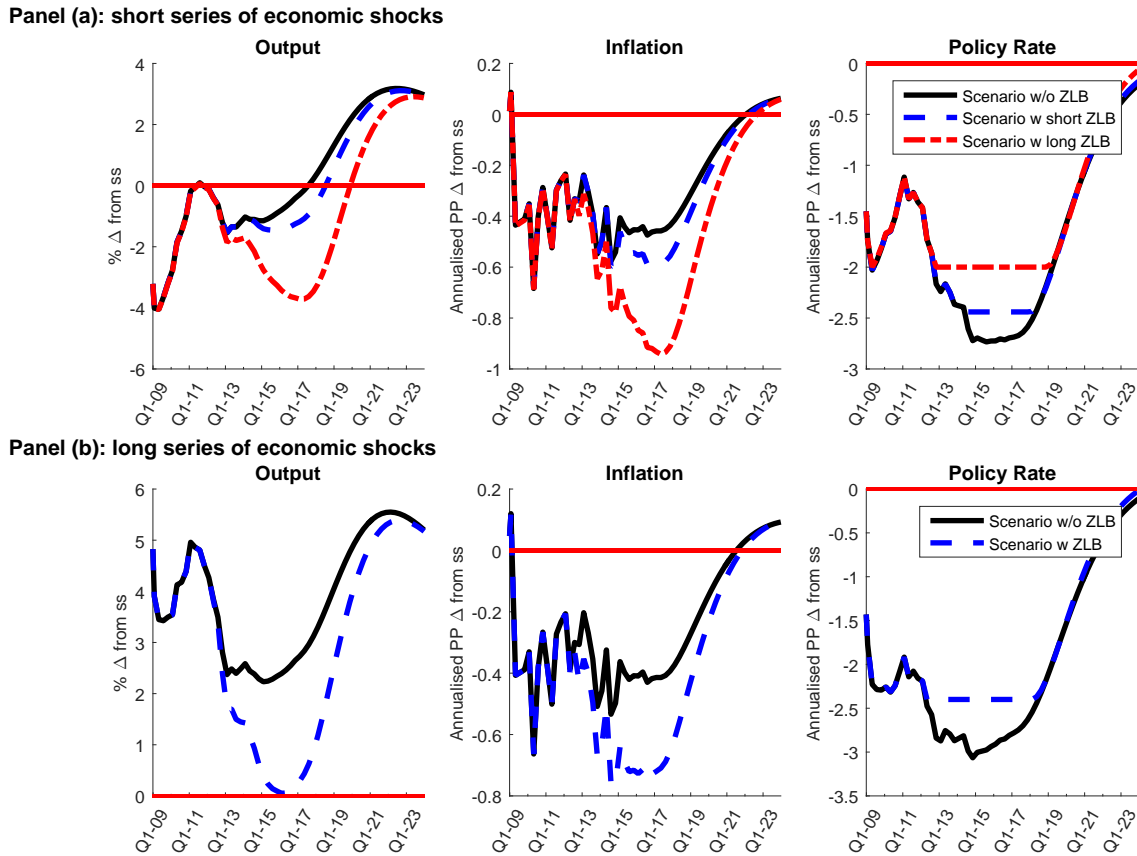 Panel (a): short series of economic shocks
Output
Inflation
Policy Rate
% Δ from ss
4
2
0
-2
-4
-6
Q1-09
Q1-11
Q1-13
Q1-15
Q1-17
Q1-19
Q1-21
Q1-23
Annualised PP Δ from ss
0.2
0
-0.2
-0.4
-0.6
-0.8
-1
Q1-09
Q1-11
Q1-13
Q1-15
Q1-17
Q1-19
Q1-21
Q1-23
Annualised PP Δ from ss
0
-0.5
-1
-1.5
-2
-2.5
-3
Scenario w/o ZLB
Scenario w short ZLB
Scenario w long ZLB
Q1-09
Q1-11
Q1-13
Q1-15
Q1-17
Q1-19
Q1-21
Q1-23
Panel (b): long series of economic shocks
Output
Inflation
Policy Rate
% Δ from ss
6
5
4
3
2
1
0
Q1-09
Q1-11
Q1-13
Q1-15
Q1-17
Q1-19
Q1-21
Q1-23
Annualised PP Δ from ss
0.2
0
-0.2
-0.4
-0.6
-0.8
Q1-09
Q1-11
Q1-13
Q1-15
Q1-17
Q1-19
Q1-21
Q1-23
Annualised PP Δ from ss
0
-0.5
-1
-1.5
-2
-2.5
-3
-3.5
Scenario w/o ZLB
Scenario w ZLB
Q1-09
Q1-11
Q1-13
Q1-15
Q1-17
Q1-19
Q1-21
Q1-23